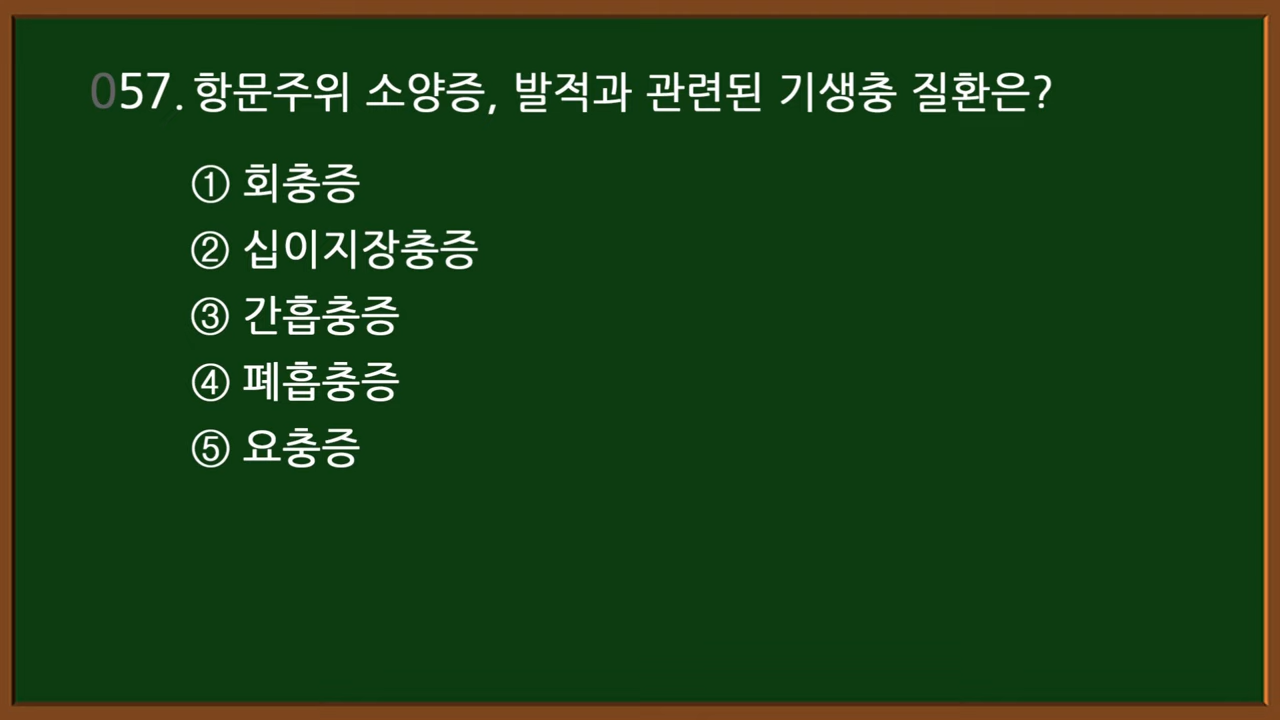 057. 항문주위 소양증, 발적과 관련된 기생충 질환은?
① 회충증
② 십이지장충증
③ 간흡충증
④ 폐흡충증
⑤ 요충증